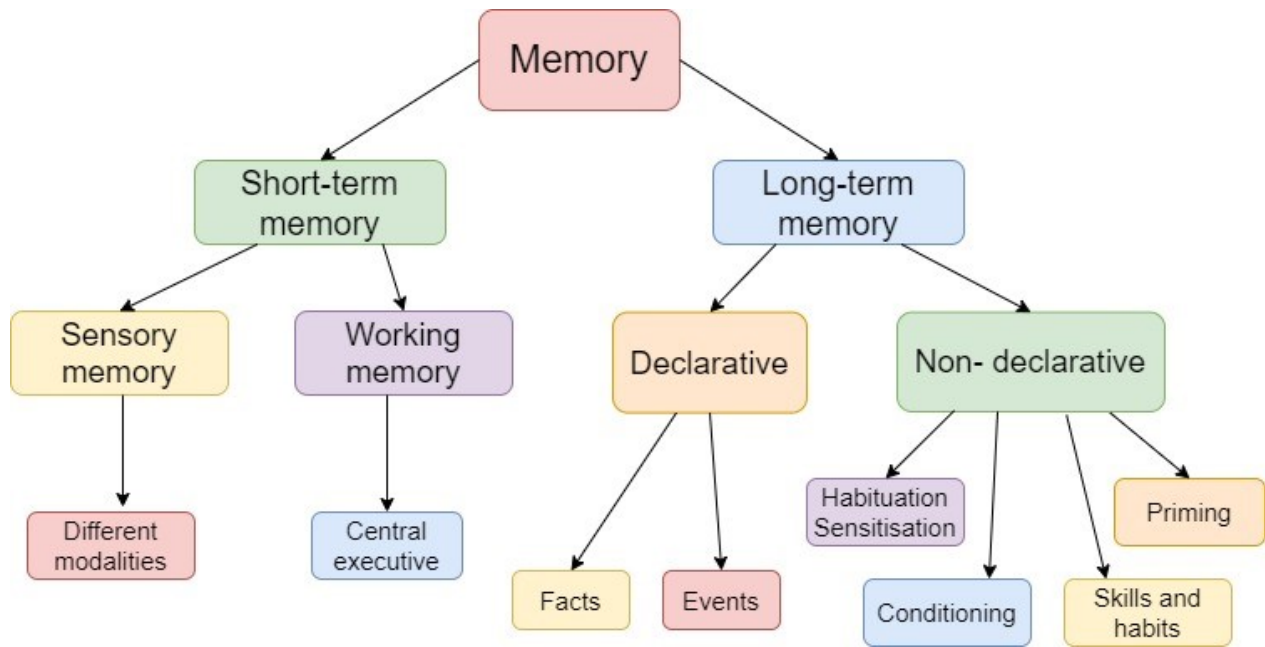 Memory
Short-term
memory
Long-term
memory
Sensory
memory
Working
memory
Declarative
Non- declarative
Different
modalities
Central
executive
Facts
Events
Habituation
Sensitisation
Conditioning
Skills and
habits
Priming